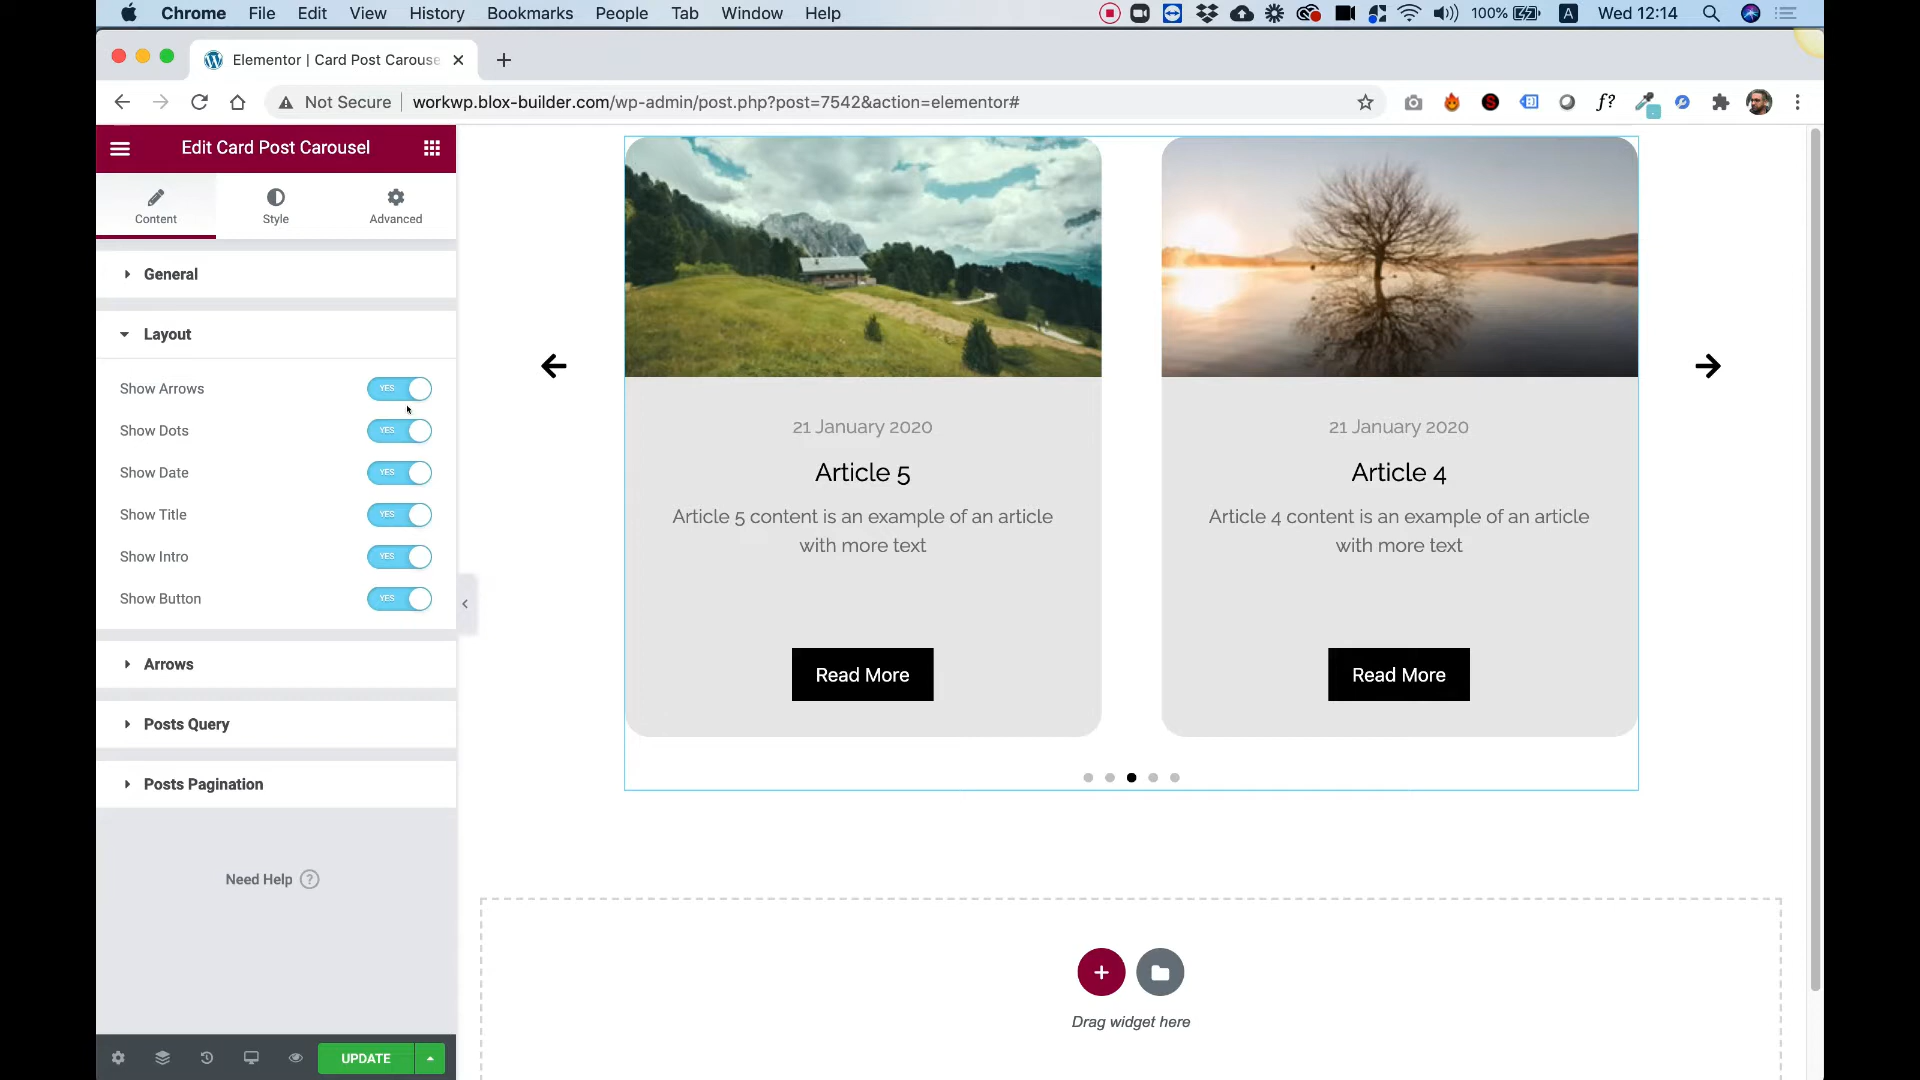 Chrome File Edit View History Bookmarks People Tab Window Help 100% A Wed 12:14
Elementor | Card Post Carouse
Not Secure workwp.blox-builder.com/wp-admin/post.php?post=7542&action=elementor# S f?
Edit Card Post Carousel
Content Style Advanced
General
Layout
Show Arrows YES
Show Dots YES
Show Date YES
Show Title YES
Show Intro YES
Show Button YES
Arrows
Posts Query
Posts Pagination
Need Help ?
UPDATE
21 January 2020
Article 5
Article 5 content is an example of an article
with more text
Read More
21 January 2020
Article 4
Article 4 content is an example of an article
with more text
Read More
Drag widget here